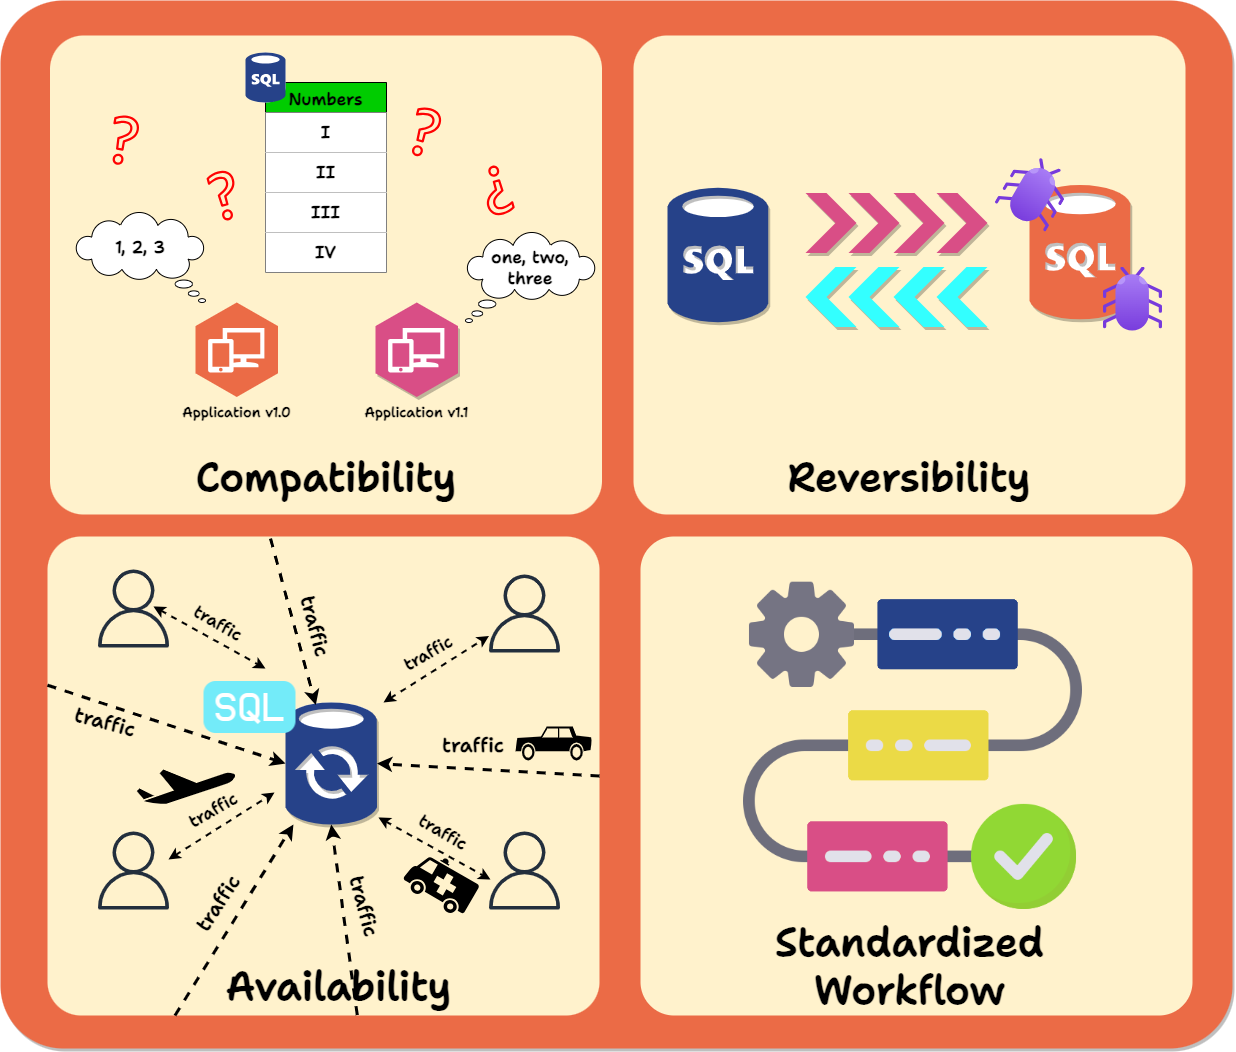 SQL
Numbers
I
II
III
IV
?
?
?
¿
1, 2, 3
one, two,
three
Application v1.0
Application v1.1
Compatibility
SQL
SQL
Reversibility
traffic
traffic
traffic
SQL
traffic
traffic
traffic
traffic
traffic
traffic
Availability
Standardized
Workflow